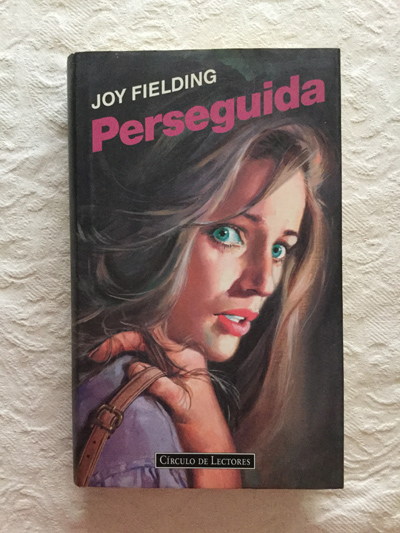 JOY FIELDING
Perseguida
CÍRCULO DE LECTORES